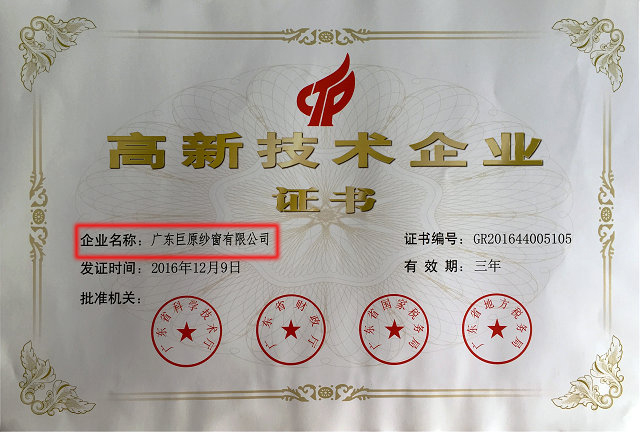 高新技术企业
证书
企业名称：广东巨原纱窗有限公司
证书编号：GR201644005105
发证时间：2016年12月9日
有效期：三年
批准机关：
广东省科学技术厅
广东省财政厅
广东省国家税务局
广东省地方税务局